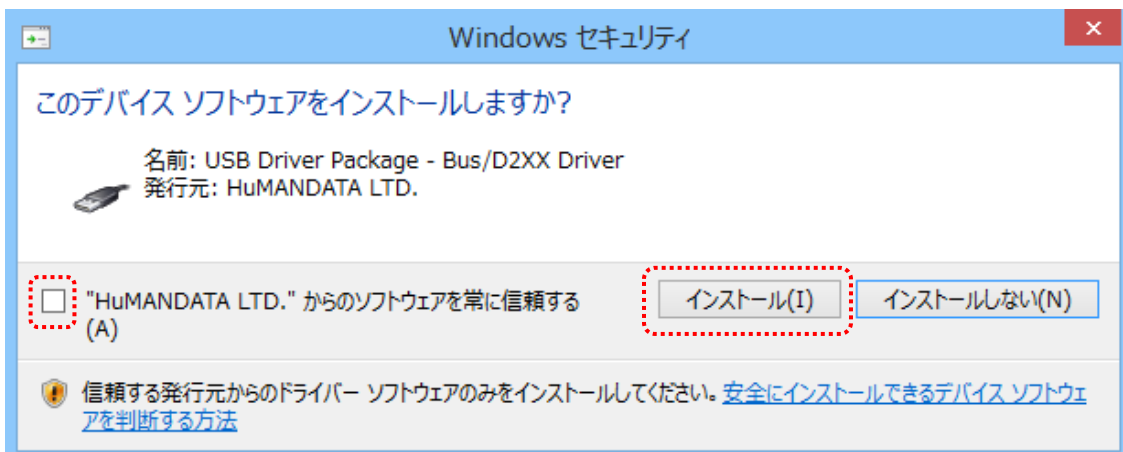 Windows セキュリティ
このデバイス ソフトウェアをインストールしますか?
名前: USB Driver Package - Bus/D2XX Driver
発行元: HuMANDATA LTD.
"HuMANDATA LTD." からのソフトウェアを常に信頼する
(A)
インストール(I)
インストールしない(N)
信頼する発行元からのドライバー ソフトウェアのみをインストールしてください。安全にインストールできるデバイス ソフトウェ
アを判断する方法